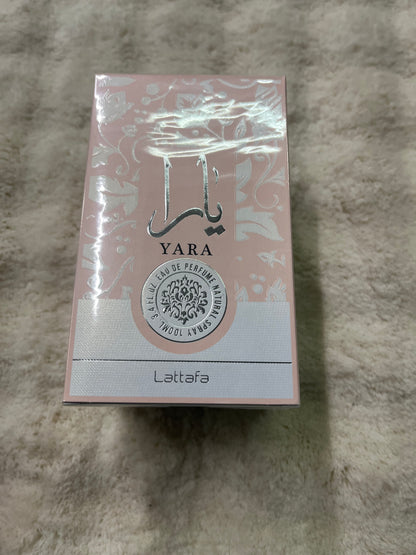 يارا
YARA
EAU DE PERFUME NATURAL SPRAY 100ML. 3.4 FL.OZ.
Lattafa